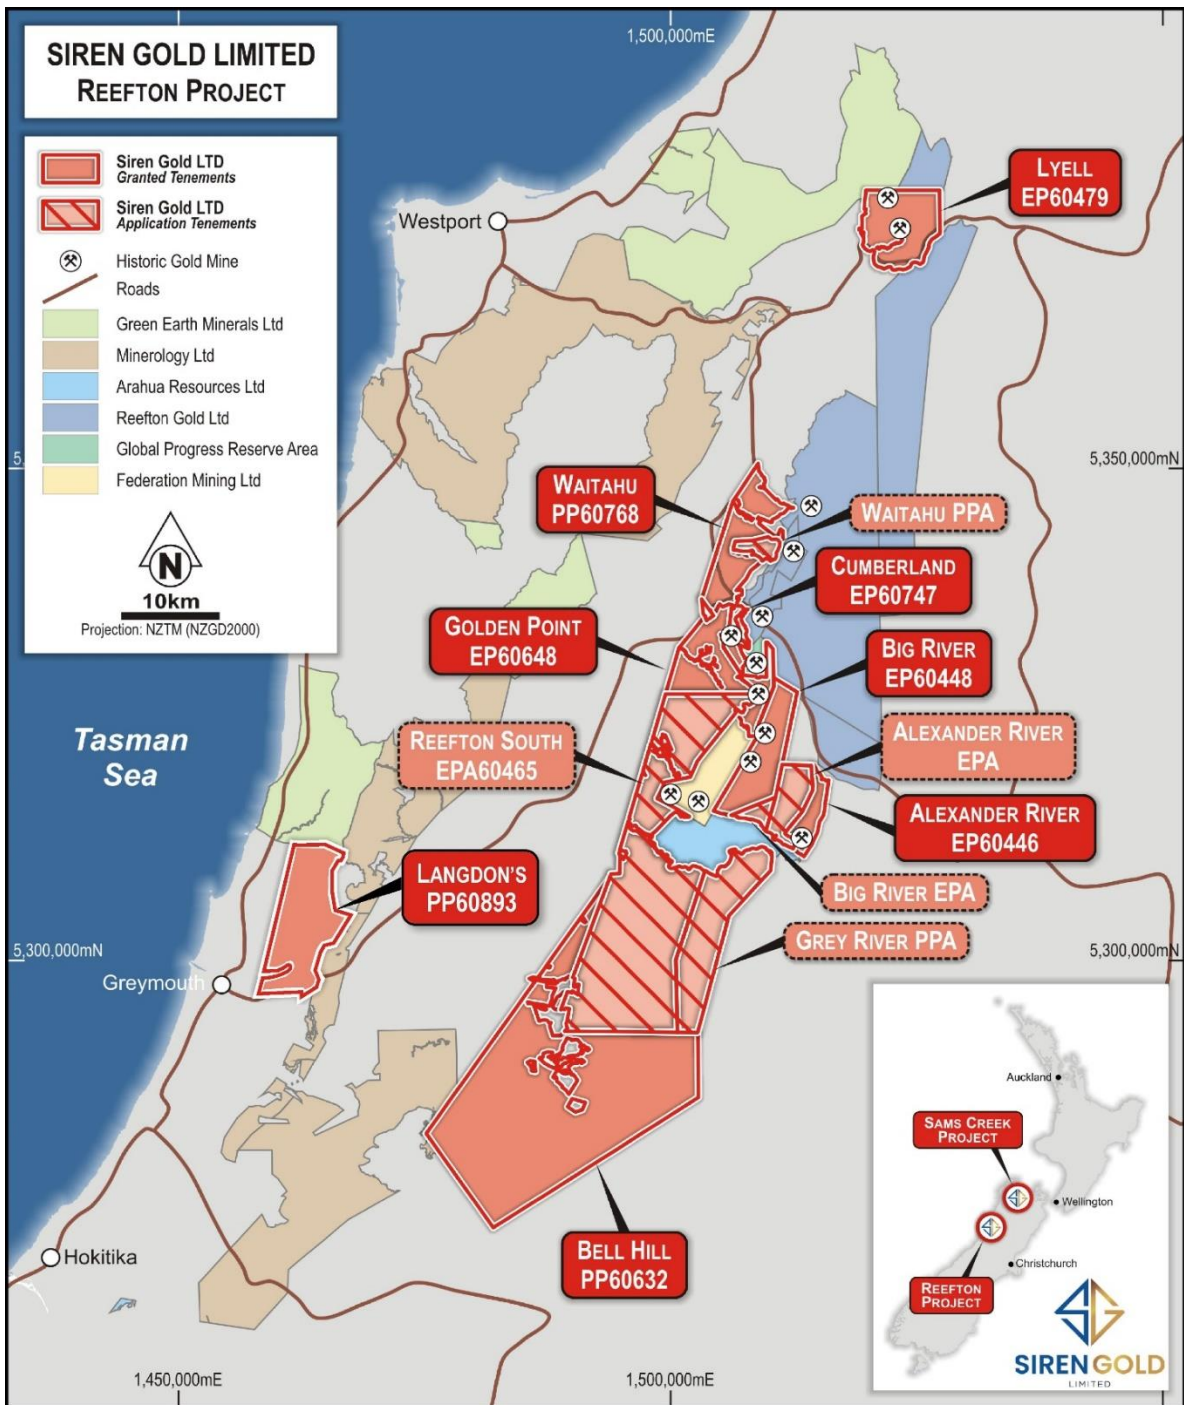 SIREN GOLD LIMITED
REEFTON PROJECT
Siren Gold LTD
Granted Tenements
Siren Gold LTD
Application Tenements
Historic Gold Mine
Roads
Green Earth Minerals Ltd
Minerology Ltd
Arahua Resources Ltd
Reefton Gold Ltd
Global Progress Reserve Area
Federation Mining Ltd
N
10km
Projection: NZTM (NZGD2000)
1,500,000mE
LYELL
EP60479
Westport
5,350,000mN
WAITAHU
PP60768
WAITAHU PPA
CUMBERLAND
EP60747
GOLDEN POINT
EP60648
BIG RIVER
EP60448
Tasman
Sea
REEFTON SOUTH
EPA60465
ALEXANDER RIVER
EPA
ALEXANDER RIVER
EP60446
LANGDON'S
PP60893
BIG RIVER EPA
GREY RIVER PPA
5,300,000mN
5,300,000mN
Greymouth
Hokitika
BELL HILL
PP60632
1,450,000mE
1,500,000mE
Auckland
SAMS CREEK
PROJECT
Wellington
Christchurch
REEFTON
PROJECT
SIREN GOLD
LIMITED